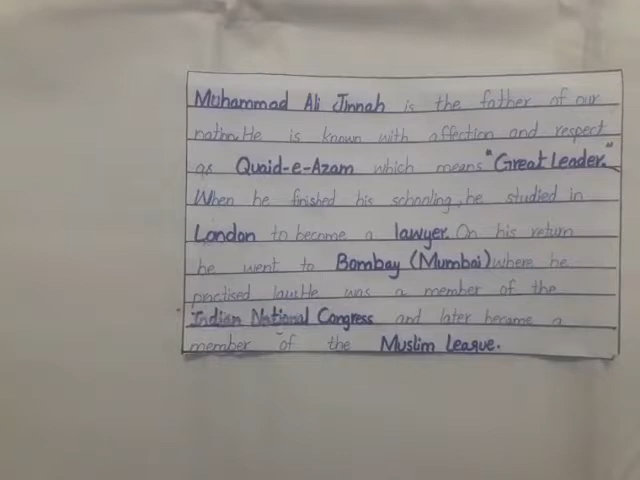 Muhammad Ali Jinnah is the father of our
nation. He is known with affection and respect
as Quaid-e-Azam which means "Great Leader."
When he finished his schooling, he studied in
London to become a lawyer. On his return
he went to Bombay (Mumbai) where he
practised law. He was a member of the
Indian National Congress and later became a
member of the Muslim League.